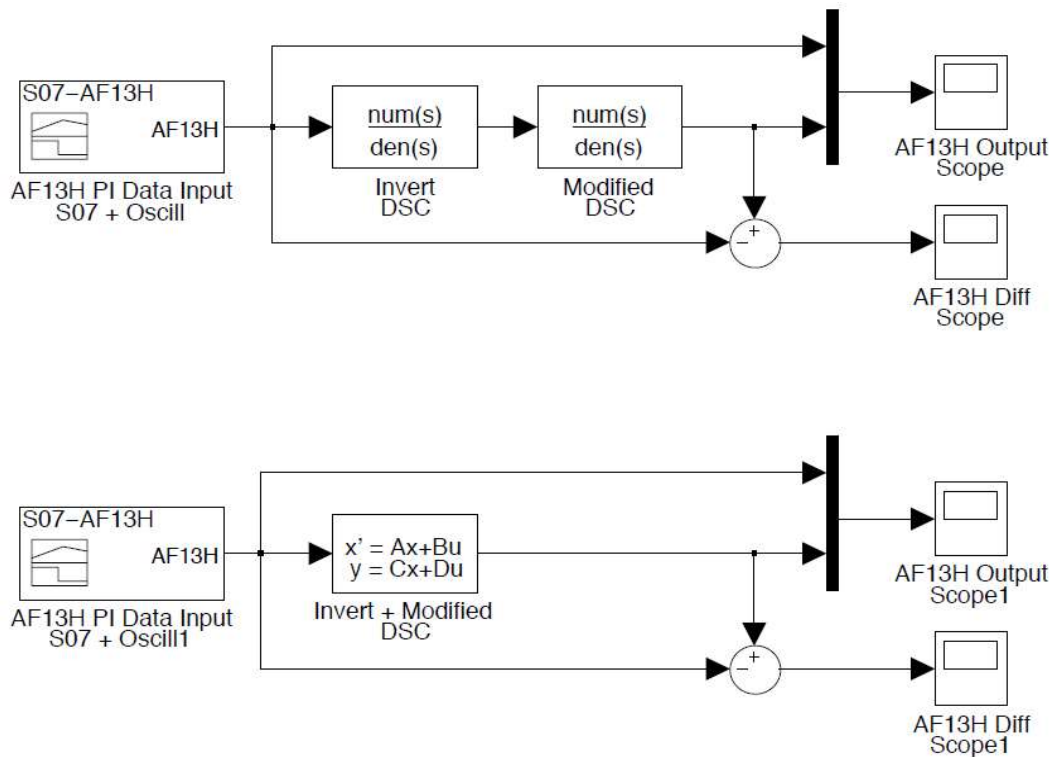 S07–AF13H
AF13H
AF13H PI Data Input
S07 + Oscill
num(s)
den(s)
Invert
DSC
num(s)
den(s)
Modified
DSC
+
–
AF13H Output
Scope
AF13H Diff
Scope
S07–AF13H
AF13H
AF13H PI Data Input
S07 + Oscill1
x' = Ax+Bu
y = Cx+Du
Invert + Modified
DSC
+
–
AF13H Output
Scope1
AF13H Diff
Scope1